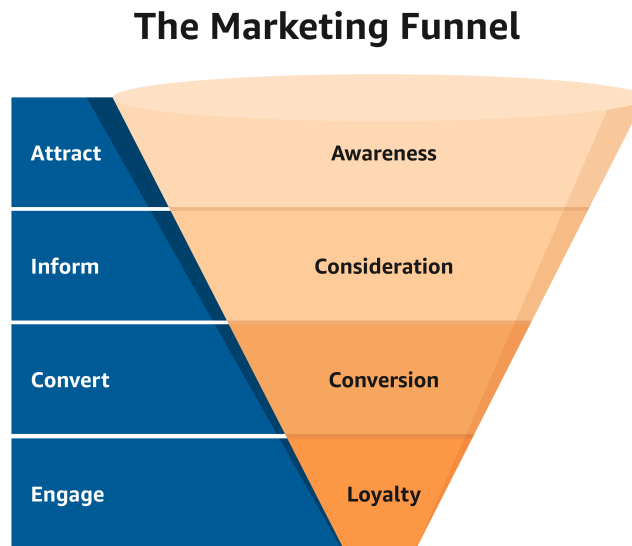 The Marketing Funnel
Attract Awareness
Inform Consideration
Convert Conversion
Engage Loyalty